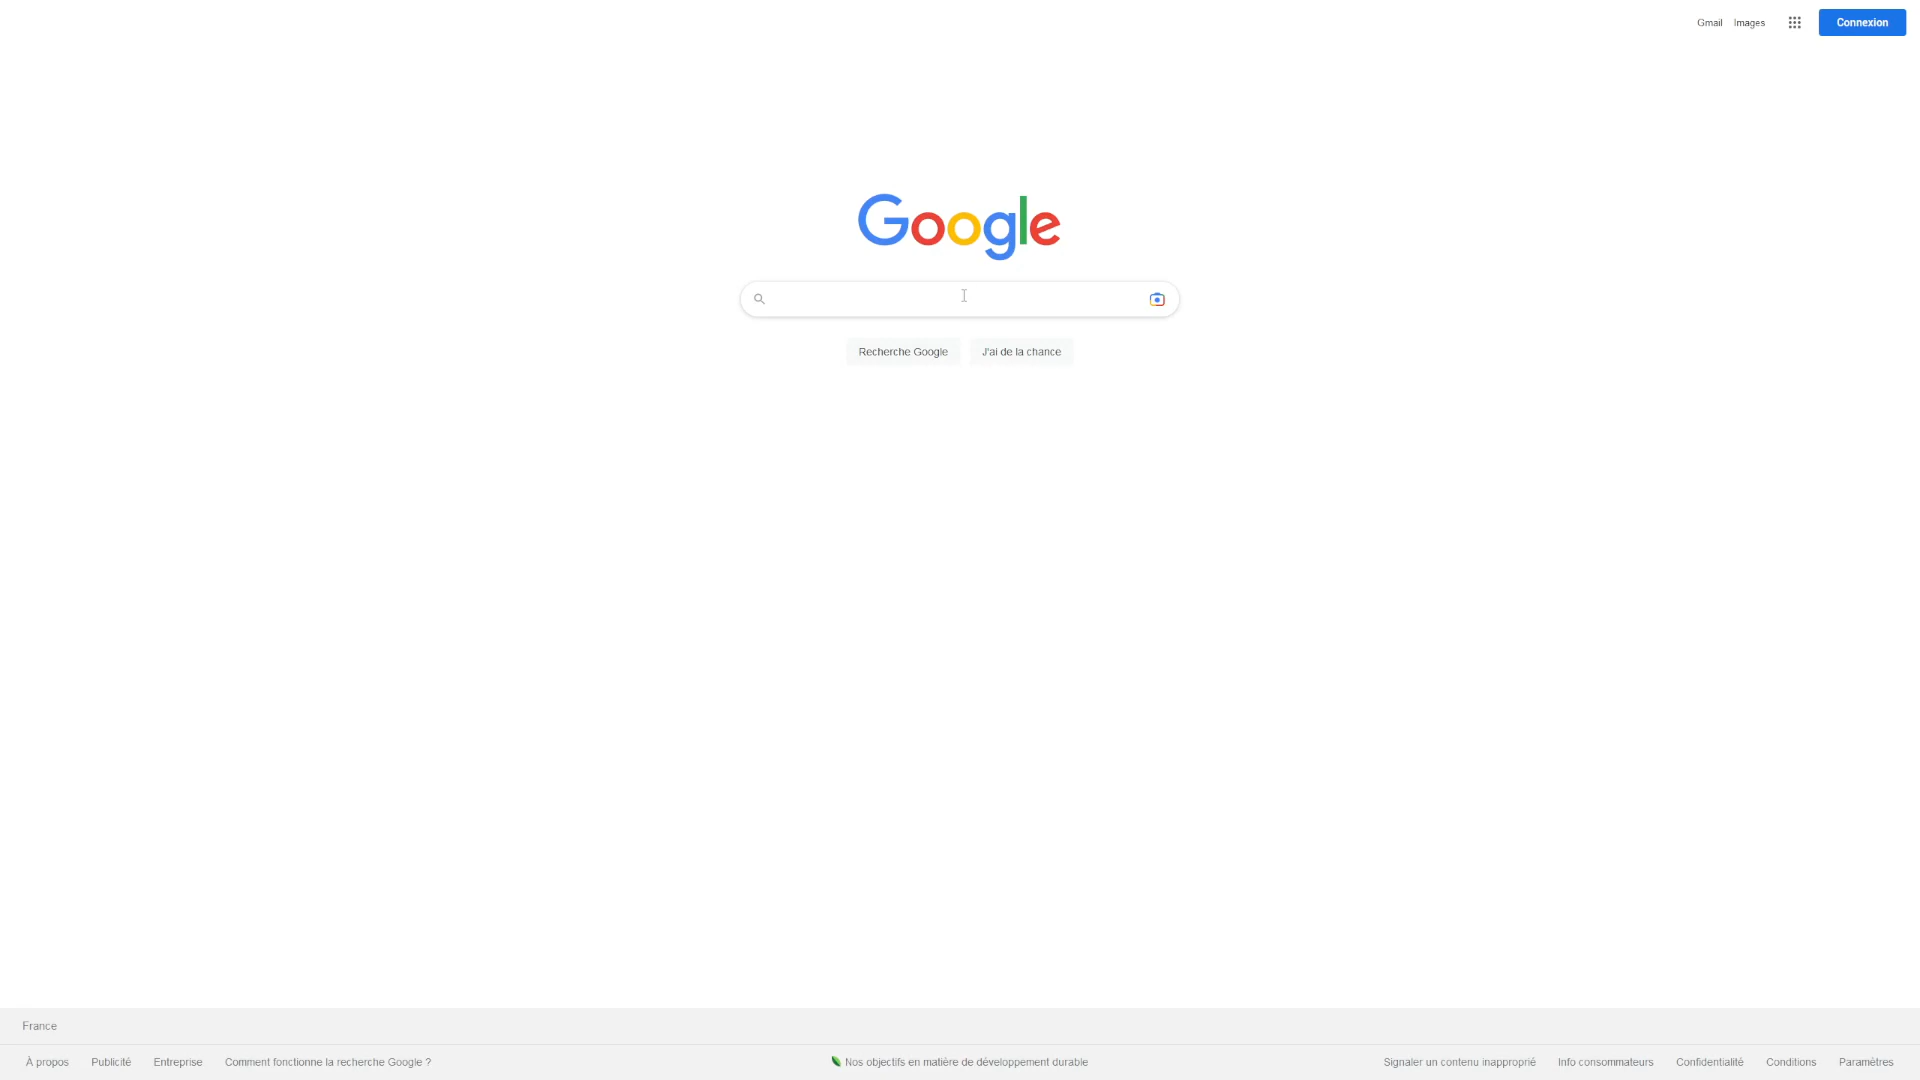 Gmail Images Connexion
Google
Recherche Google J'ai de la chance
France
À propos Publicité Entreprise Comment fonctionne la recherche Google ? Nos objectifs en matière de développement durable Signaler un contenu inapproprié Info consommateurs Confidentialité Conditions Paramètres